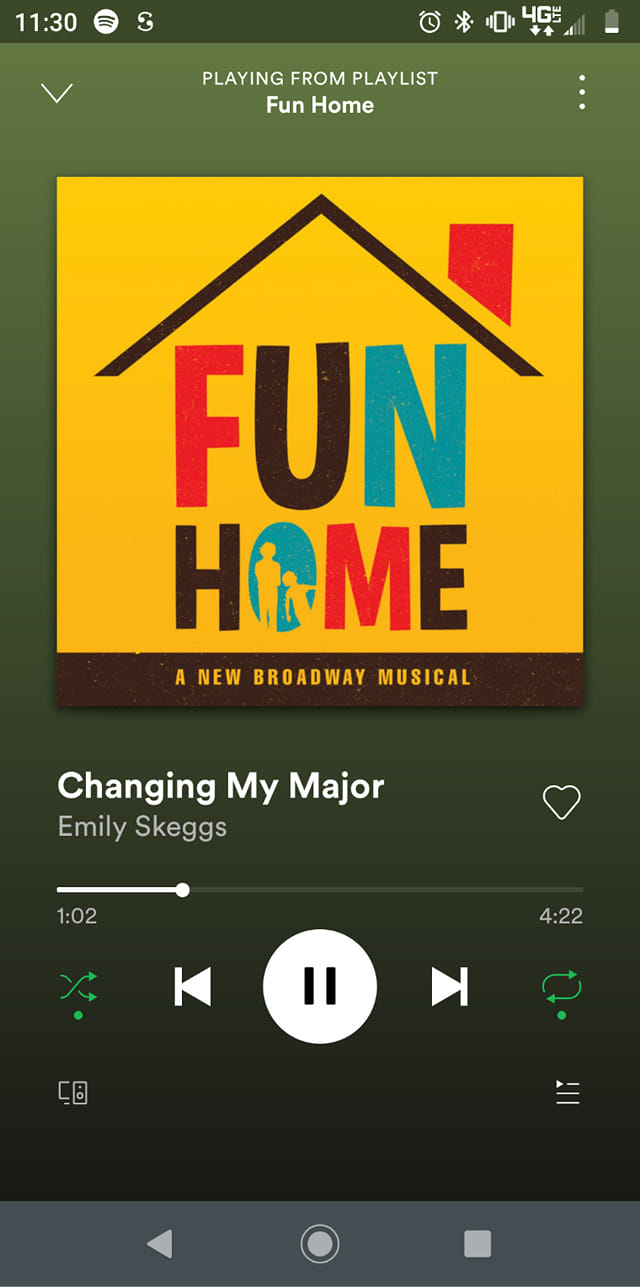 11:30
4G LTE
PLAYING FROM PLAYLIST
Fun Home
FUN
HOME
A NEW BROADWAY MUSICAL
Changing My Major
Emily Skeggs
1:02
4:22